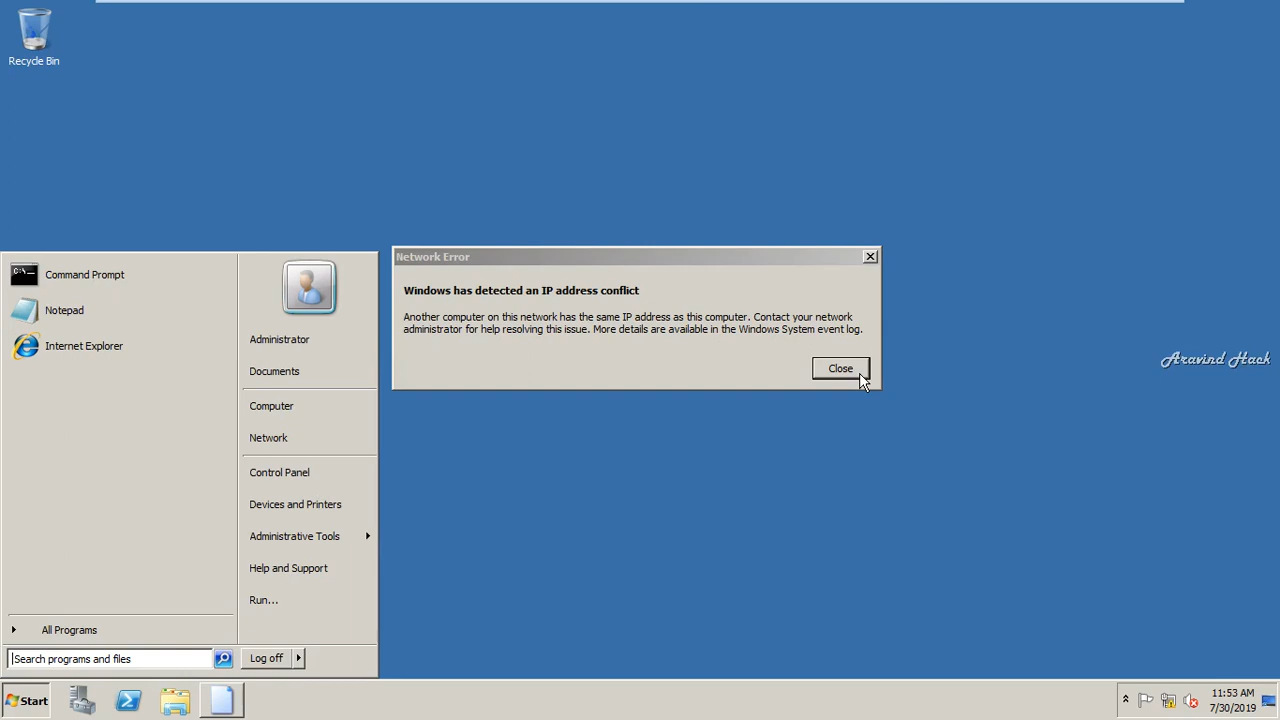 Recycle Bin
Network Error
Windows has detected an IP address conflict
Another computer on this network has the same IP address as this computer. Contact your network
administrator for help resolving this issue. More details are available in the Windows System event log.
Close
Aravind Hack
Command Prompt
Notepad
Internet Explorer
Administrator
Documents
Computer
Network
Control Panel
Devices and Printers
Administrative Tools
Help and Support
Run...
All Programs
Search programs and files
Log off
Start
11:53 AM
7/30/2019